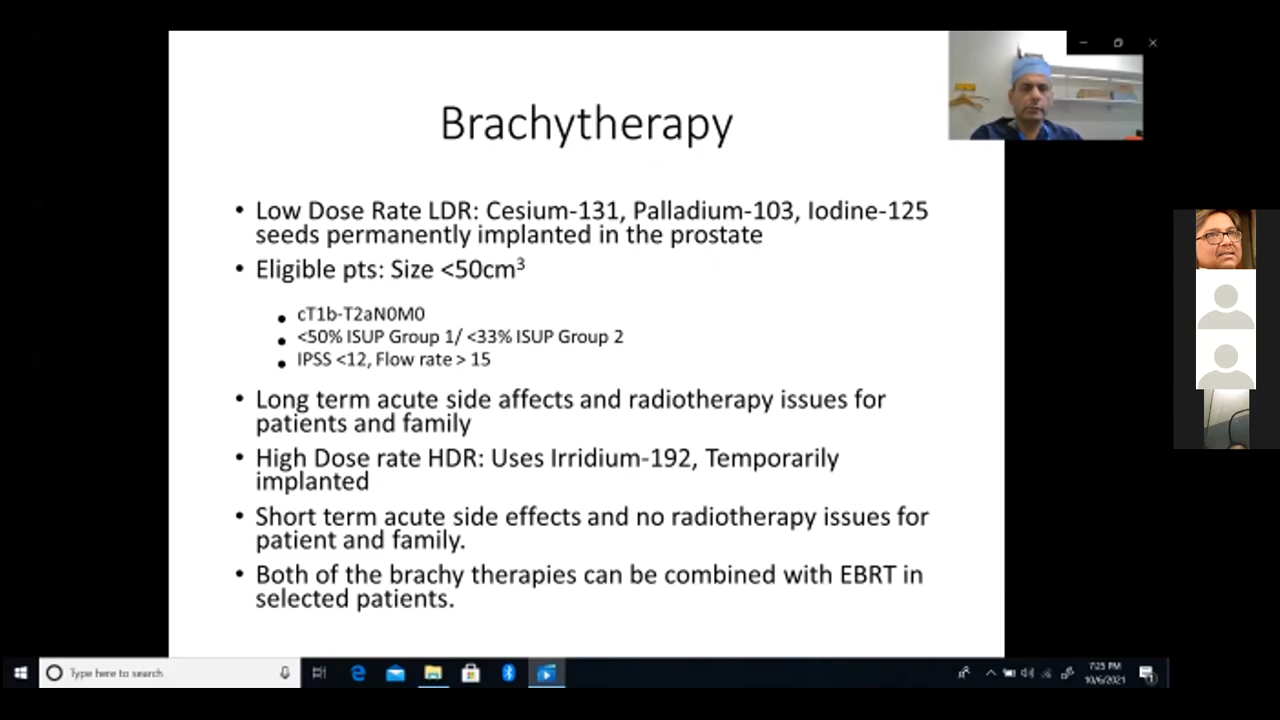 Brachytherapy
• Low Dose Rate LDR: Cesium-131, Palladium-103, Iodine-125
seeds permanently implanted in the prostate
• Eligible pts: Size <50cm³
• cT1b-T2aN0M0
• <50% ISUP Group 1/ <33% ISUP Group 2
• IPSS <12, Flow rate > 15
• Long term acute side affects and radiotherapy issues for
patients and family
• High Dose rate HDR: Uses Irridium-192, Temporarily
implanted
• Short term acute side effects and no radiotherapy issues for
patient and family.
• Both of the brachy therapies can be combined with EBRT in
selected patients.
Type here to search
7:25 PM
10/6/2021
1